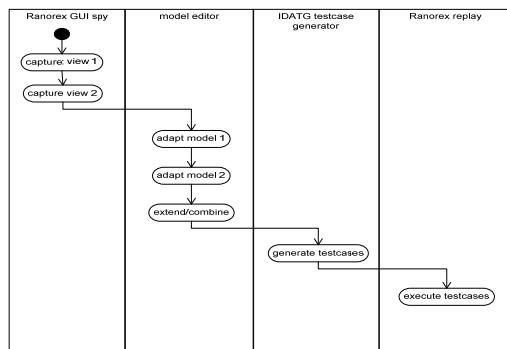 Ranorex GUI spy
model editor
IDATG testcase
generator
Ranorex replay
capture: view 1
capture view 2
adapt model 1
adapt model 2
extend/combine
generate testcases
execute testcases